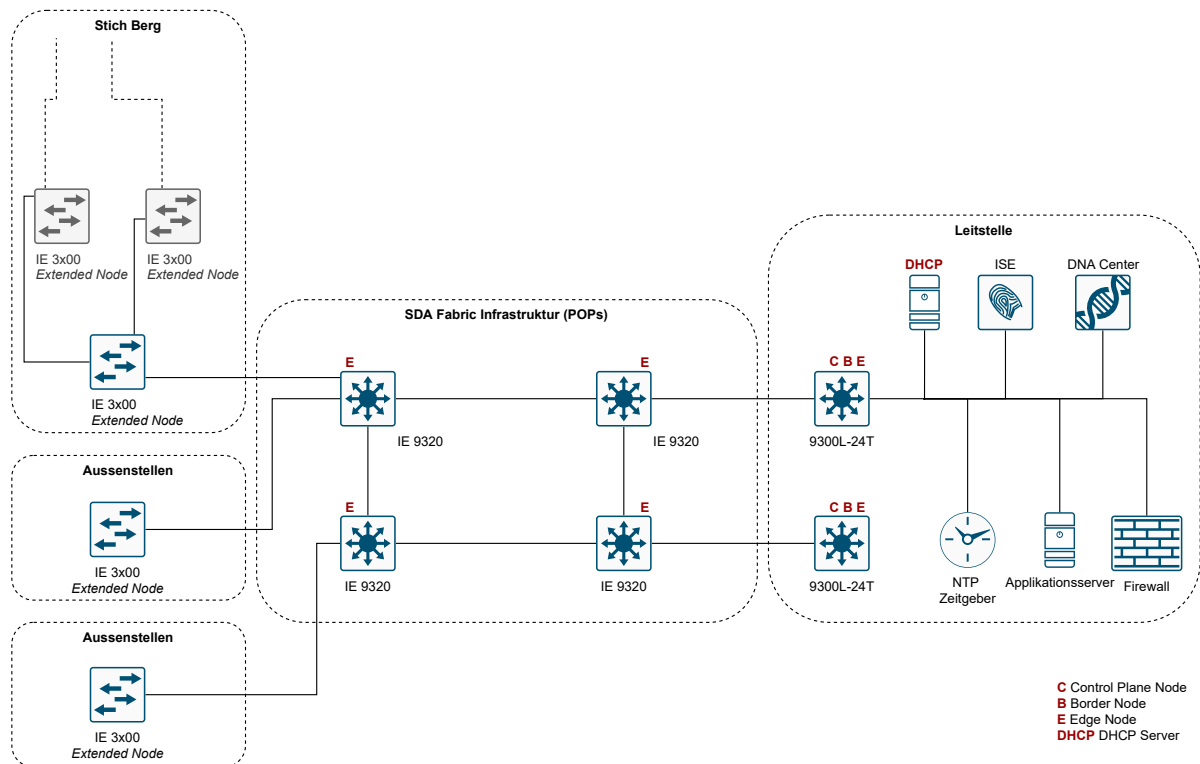 Stich Berg
IE 3x00
Extended Node
IE 3x00
Extended Node
IE 3x00
Extended Node
Aussenstellen
IE 3x00
Extended Node
Aussenstellen
IE 3x00
Extended Node
SDA Fabric Infrastruktur (POPs)
E
IE 9320
E
IE 9320
E
IE 9320
E
IE 9320
Leitstelle
DHCP
ISE
DNA Center
C B E
9300L-24T
C B E
9300L-24T
NTP
Zeitgeber
Applikationsserver
Firewall
C Control Plane Node
B Border Node
E Edge Node
DHCP DHCP Server